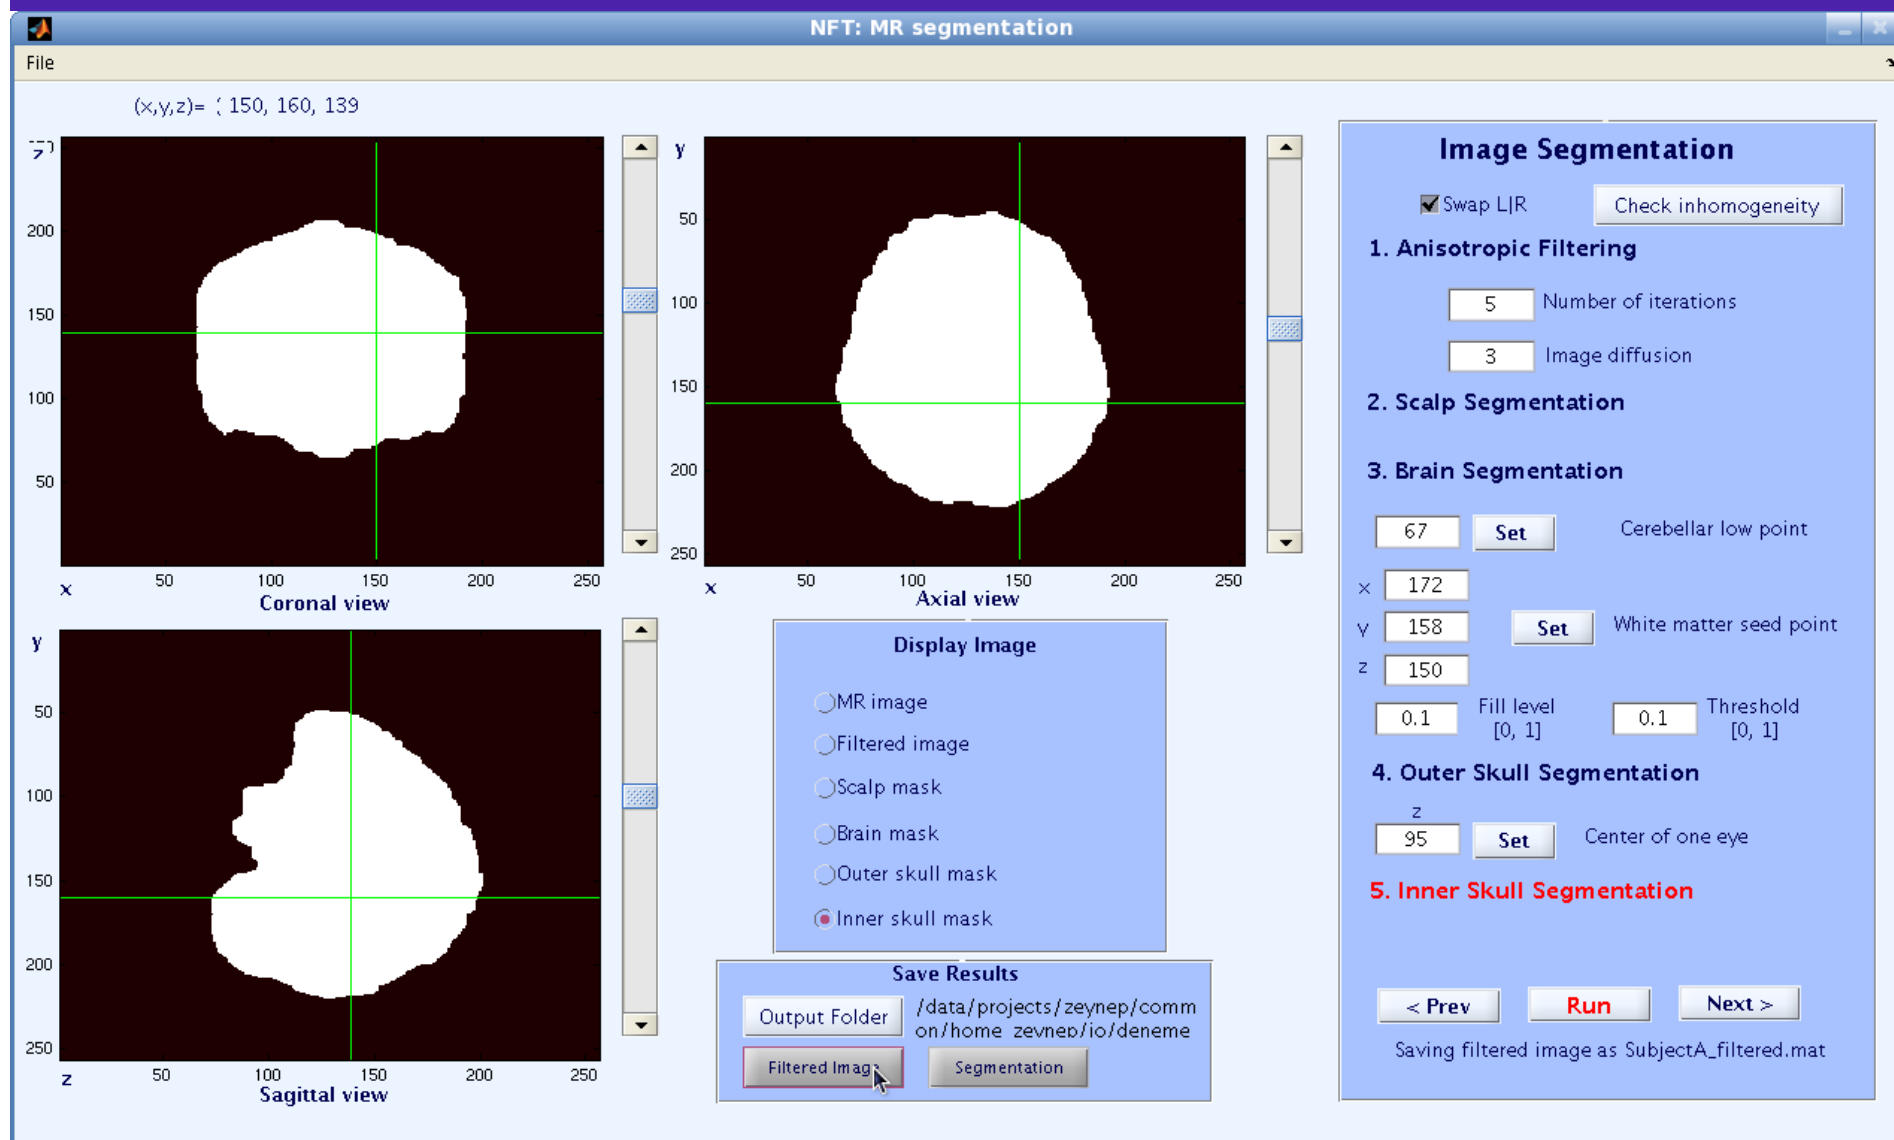 NFT: MR segmentation
File
(x,y,z)= ( 150, 160, 139
z
200
150
100
50
x
50 100 150 200 250
Coronal view
y
50
100
150
200
250
x
50 100 150 200 250
Axial view
y
50
100
150
200
250
z
50 100 150 200 250
Sagittal view
Display Image
MR image
Filtered image
Scalp mask
Brain mask
Outer skull mask
Inner skull mask
Save Results
Output Folder
/data/projects/zeynep/comm
on/home_zeynep/io/deneme
Filtered Image
Segmentation
Image Segmentation
Swap L|R
Check inhomogeneity
1. Anisotropic Filtering
5 Number of iterations
3 Image diffusion
2. Scalp Segmentation
3. Brain Segmentation
67 Set Cerebellar low point
x 172
y 158 Set White matter seed point
z 150
0.1 Fill level [0, 1]
0.1 Threshold [0, 1]
4. Outer Skull Segmentation
z
95 Set Center of one eye
5. Inner Skull Segmentation
< Prev Run Next >
Saving filtered image as SubjectA_filtered.mat